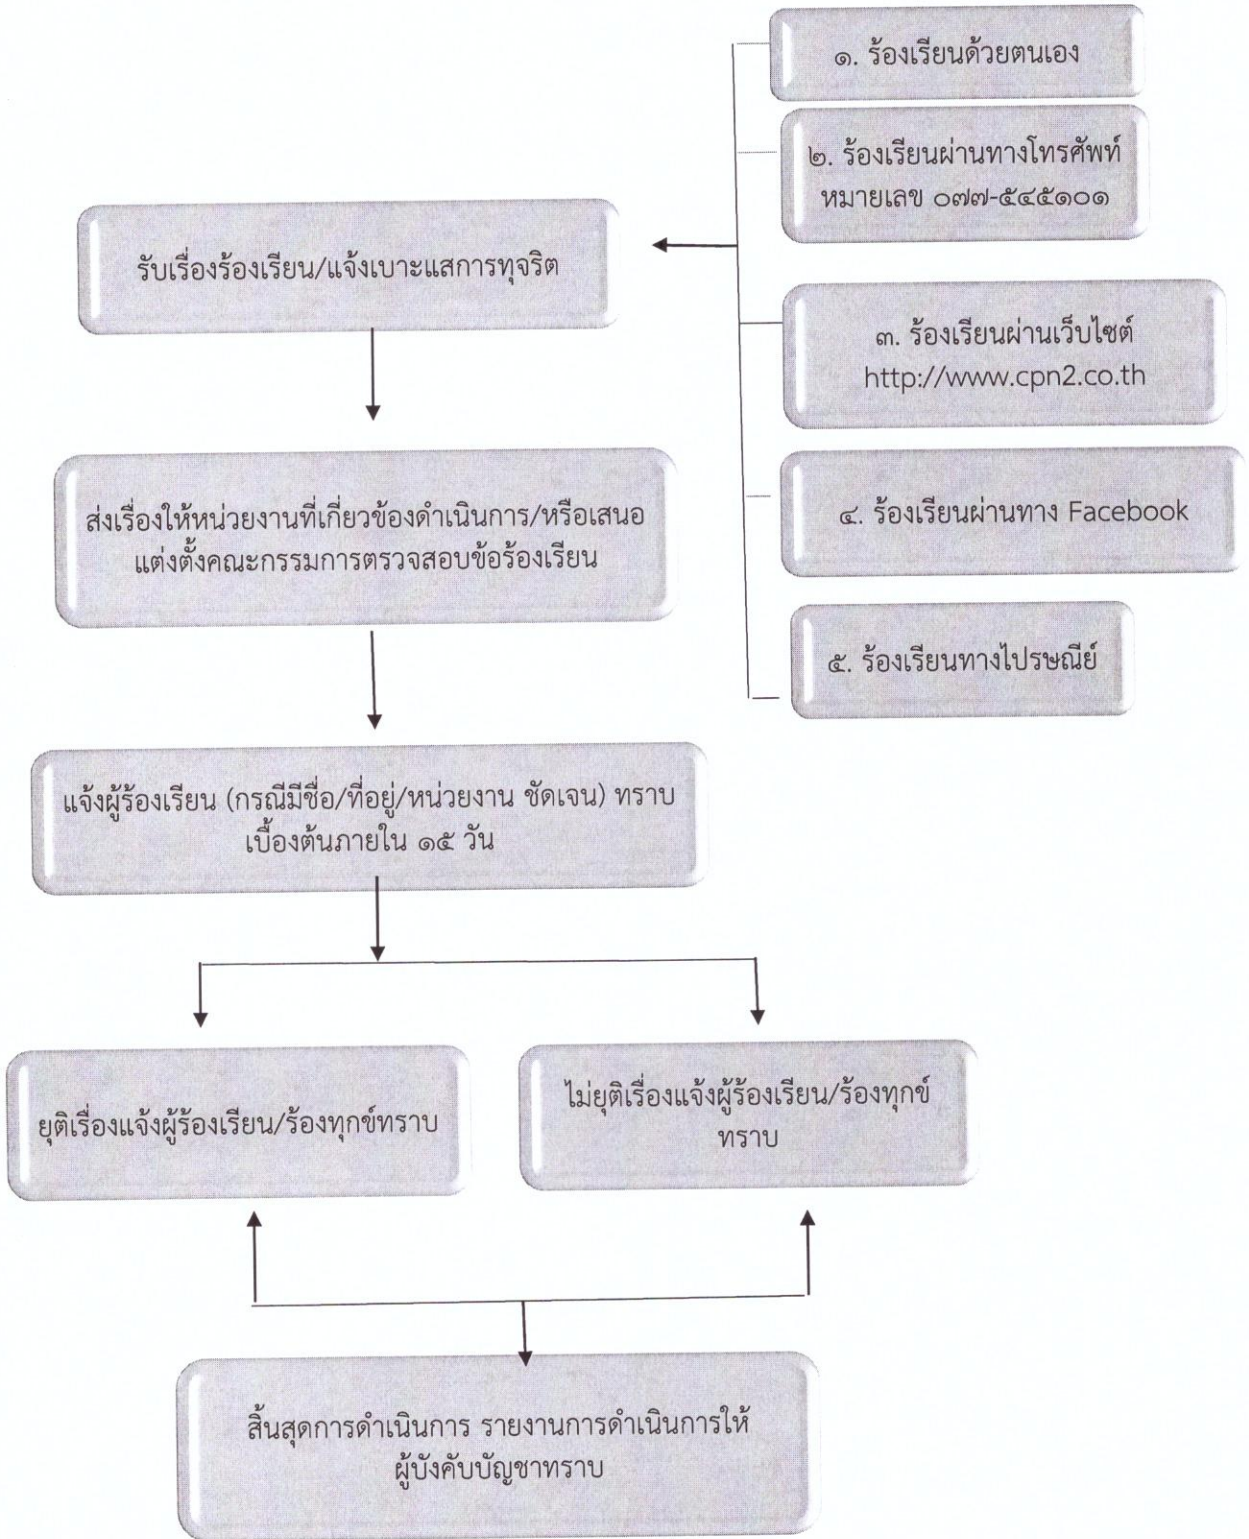 ๑. ร้องเรียนด้วยตนเอง
๒. ร้องเรียนผ่านทางโทรศัพท์
หมายเลข ๐๗๗-๕๔๕๑๐๑
รับเรื่องร้องเรียน/แจ้งเบาะแสการทุจริต
๓. ร้องเรียนผ่านเว็บไซต์
http://www.cpn2.co.th
ส่งเรื่องให้หน่วยงานที่เกี่ยวข้องดำเนินการ/หรือเสนอ
แต่งตั้งคณะกรรมการตรวจสอบข้อร้องเรียน
๔. ร้องเรียนผ่านทาง Facebook
๕. ร้องเรียนทางไปรษณีย์
แจ้งผู้ร้องเรียน (กรณีมีชื่อ/ที่อยู่/หน่วยงาน ชัดเจน) ทราบ
เบื้องต้นภายใน ๑๕ วัน
ยุติเรื่องแจ้งผู้ร้องเรียน/ร้องทุกข์ทราบ
ไม่ยุติเรื่องแจ้งผู้ร้องเรียน/ร้องทุกข์
ทราบ
สิ้นสุดการดำเนินการ รายงานการดำเนินการให้
ผู้บังคับบัญชาทราบ